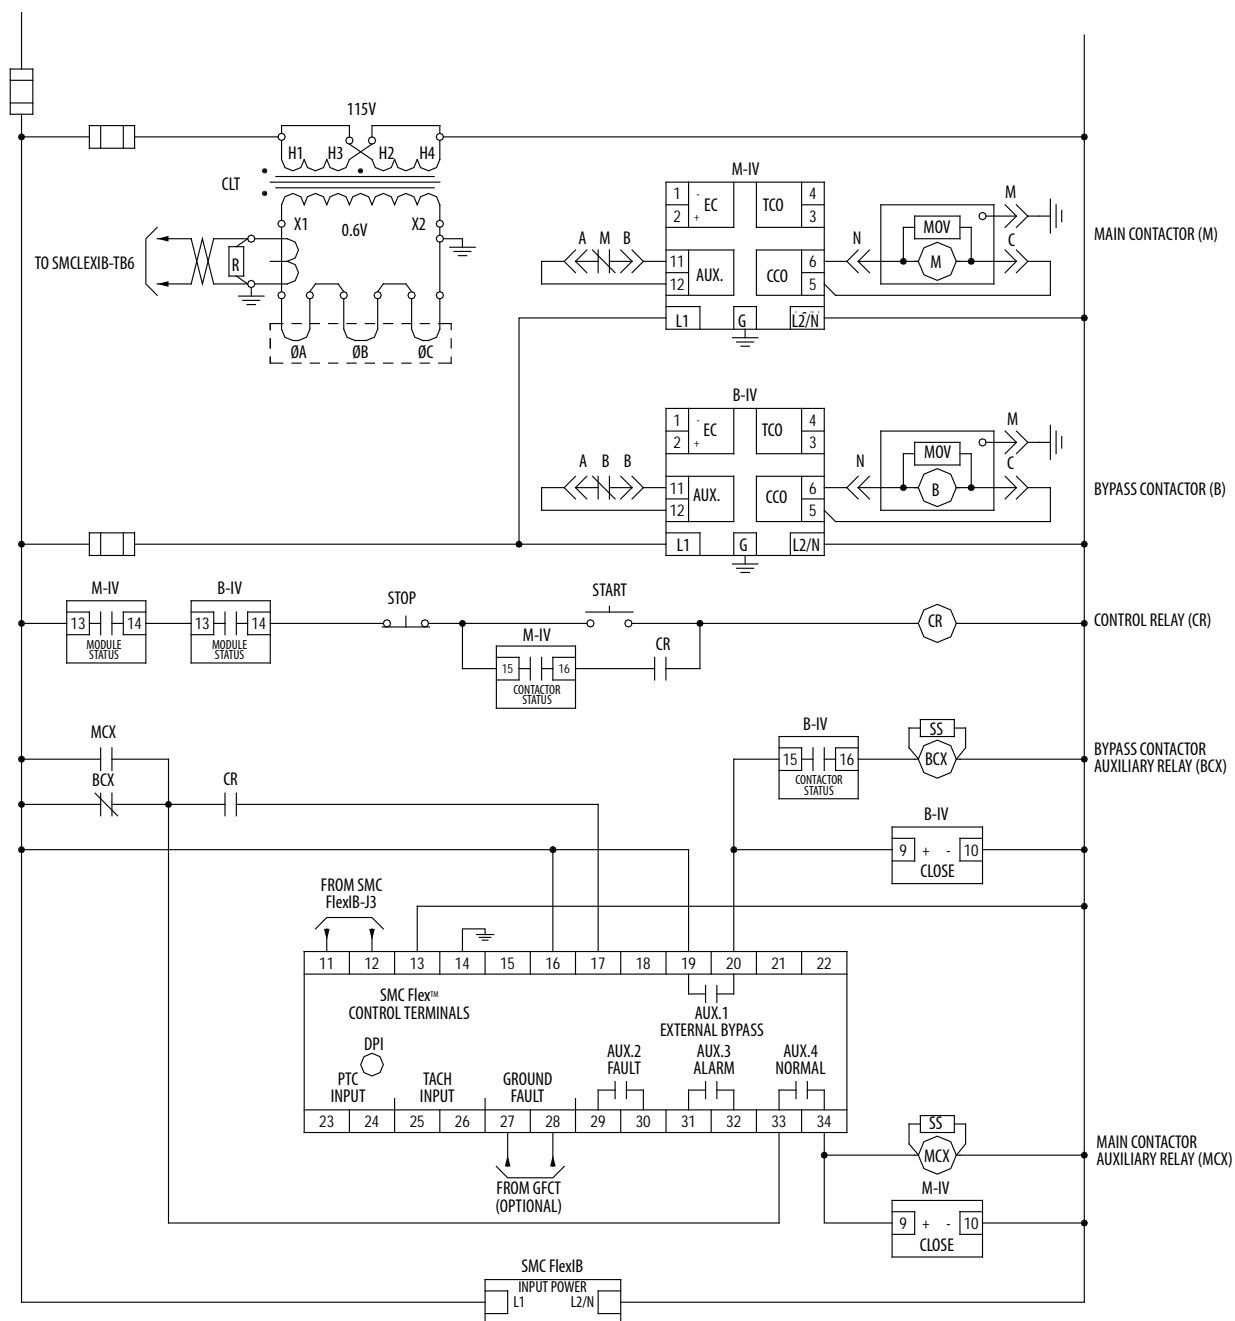 115V
H1 H3 H2 H4
CLT
X1 0.6V X2
R
TO SMCLEXIB-TB6
ØA ØB ØC
M-IV
1 - EC TCO 4
2 + 3
A M B
11 AUX. CCO 6
12 5
L1 G L2/N
N MOV M
M
C
MAIN CONTACTOR (M)
B-IV
1 - EC TCO 4
2 + 3
A B B
11 AUX. CCO 6
12 5
L1 G L2/N
N MOV M
B
C
BYPASS CONTACTOR (B)
M-IV
13 14
MODULE
STATUS
B-IV
13 14
MODULE
STATUS
STOP
START
M-IV
15 16
CONTACTOR
STATUS
CR
CR
CONTROL RELAY (CR)
MCX
BCX
CR
B-IV
15 16
CONTACTOR
STATUS
SS
BCX
BYPASS CONTACTOR
AUXILIARY RELAY (BCX)
B-IV
9 + - 10
CLOSE
FROM SMC
FlexIB-J3
11 12 13 14 15 16 17 18 19 20 21 22
SMC Flex™
CONTROL TERMINALS
AUX.1
EXTERNAL BYPASS
DPI
PTC
INPUT
TACH
INPUT
GROUND
FAULT
AUX.2
FAULT
AUX.3
ALARM
AUX.4
NORMAL
23 24 25 26 27 28 29 30 31 32 33 34
FROM GFCT
(OPTIONAL)
SS
MCX
MAIN CONTACTOR
AUXILIARY RELAY (MCX)
M-IV
9 + - 10
CLOSE
SMC FlexIB
INPUT POWER
L1 L2/N